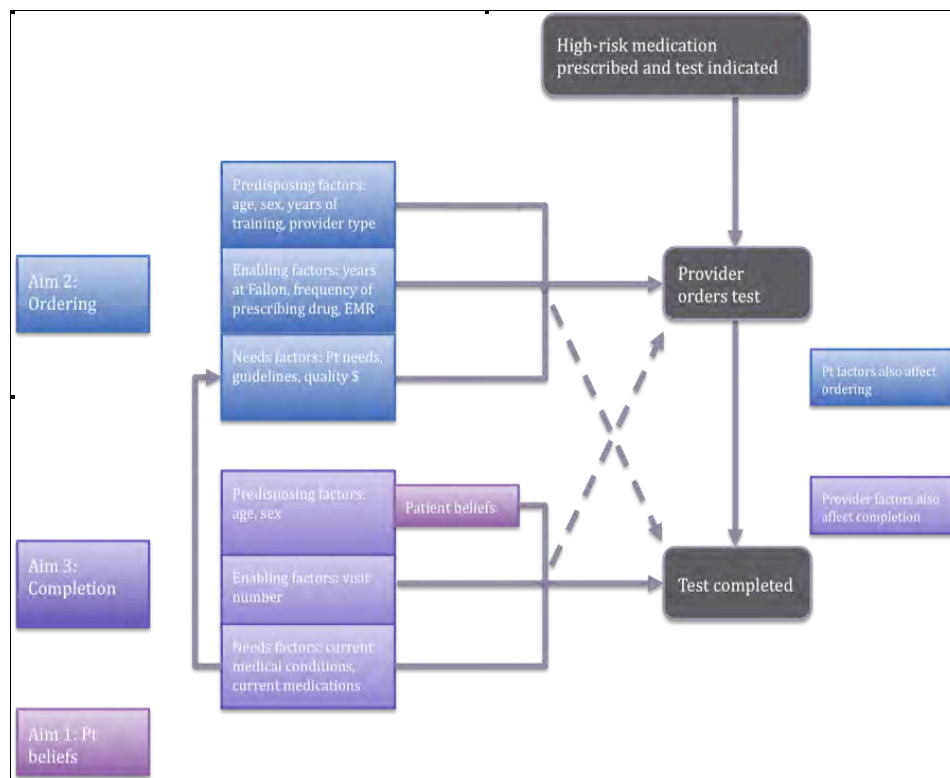 High-risk medication
prescribed and test indicated
Predisposing factors:
age, sex, years of
training, provider type
Aim 2:
Ordering
Enabling factors: years
at Fallon, frequency of
prescribing drug, EMR
Provider
orders test
Needs factors: Pt needs,
guidelines, quality $
Pt factors also affect
ordering
Predisposing factors:
age, sex
Patient beliefs
Provider factors also
affect completion
Aim 3:
Completion
Enabling factors: visit
number
Test completed
Needs factors: current
medical conditions,
current medications
Aim 1: Pt
beliefs